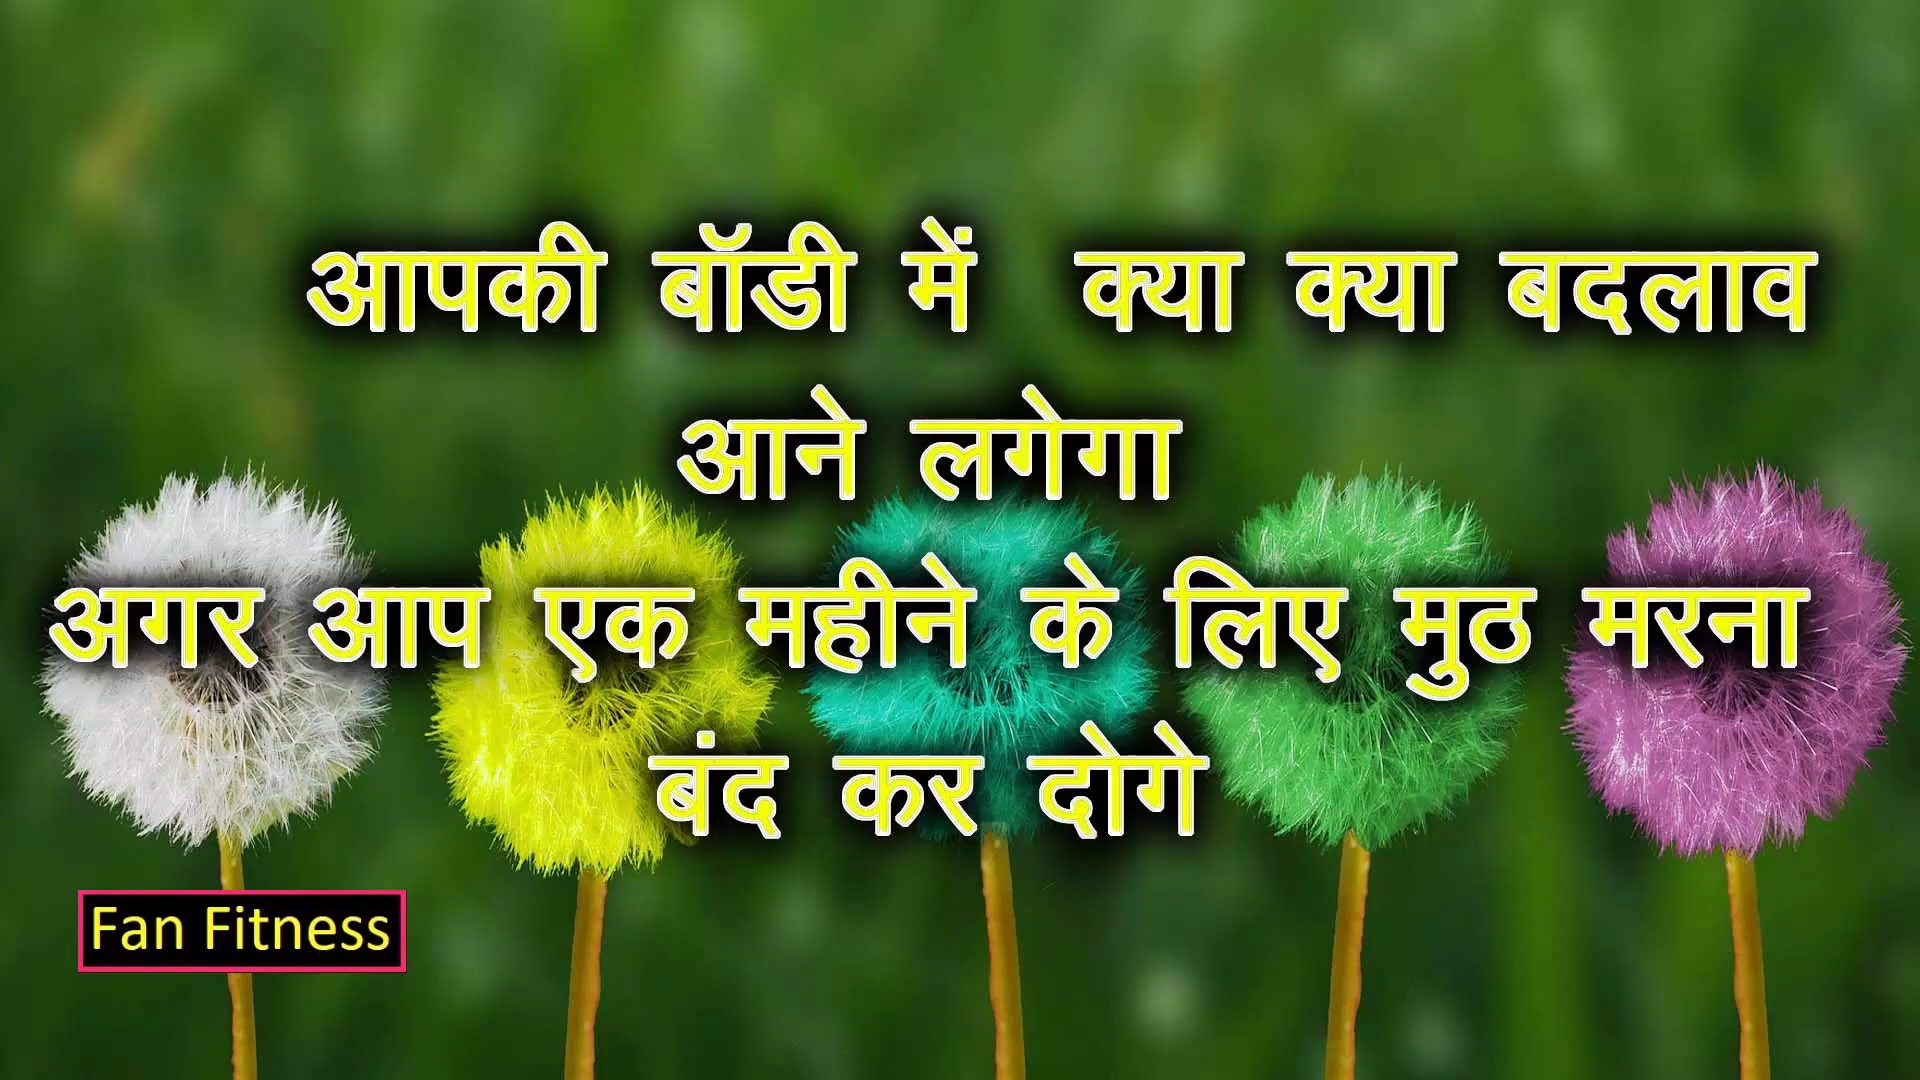 आपकी बॉडी में क्या क्या बदलाव
आने लगेगा
अगर आप एक महीने के लिए मुठ मरना
बंद कर दोगे
Fan Fitness